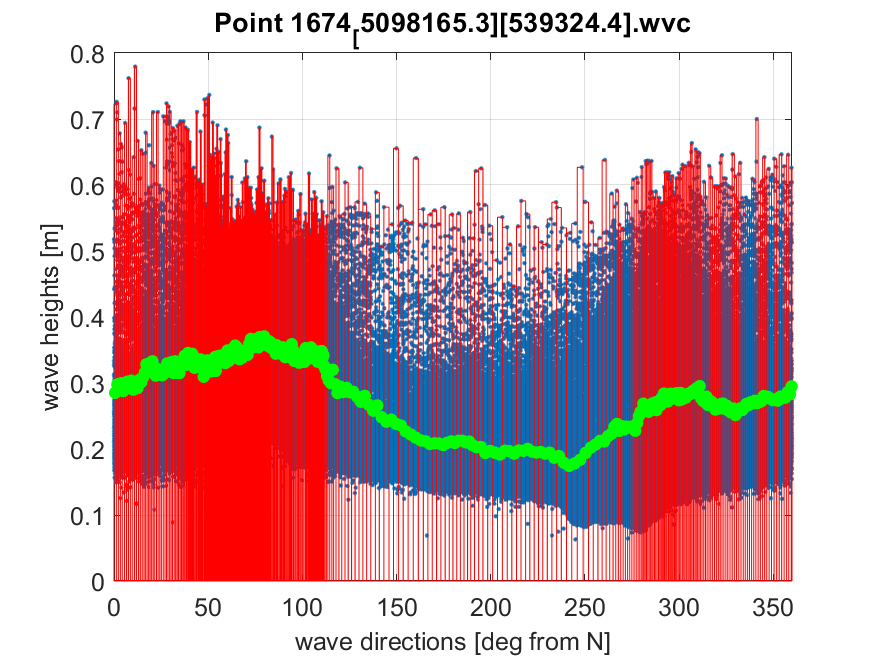 Point 1674[5098165.3][539324.4].wvc
0.8
0.7
0.6
0.5
0.4
0.3
0.2
0.1
0
wave heights [m]
0 50 100 150 200 250 300 350
wave directions [deg from N]